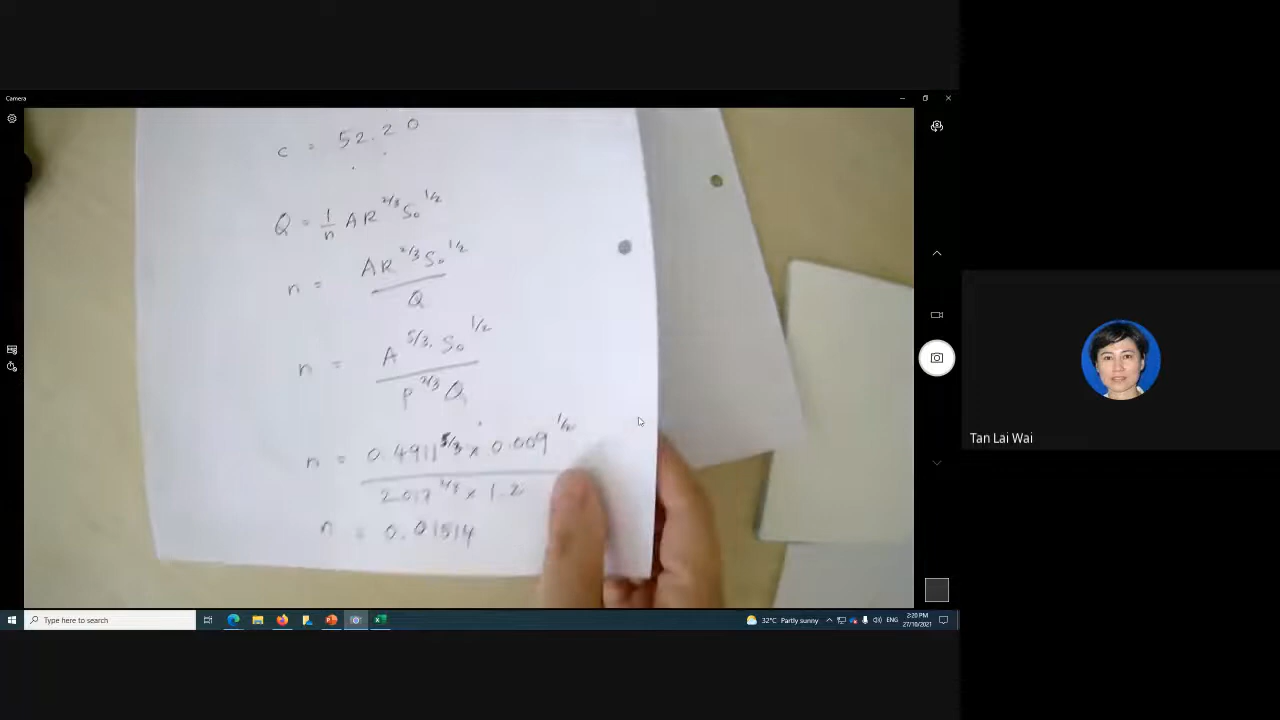 Camera
c = 52.20
Q = 1/n AR^2/3 So^1/2
n = AR^2/3 So^1/2 / Q
n = A^5/3 . So^1/2 / P^2/3 Q
n = 0.4911^5/3 x 0.009^1/2 / 2.017^2/3 x 1.2
n = 0.01514
Tan Lai Wai
Type here to search
32°C Partly sunny
ENG
2:20 PM
27/10/2021